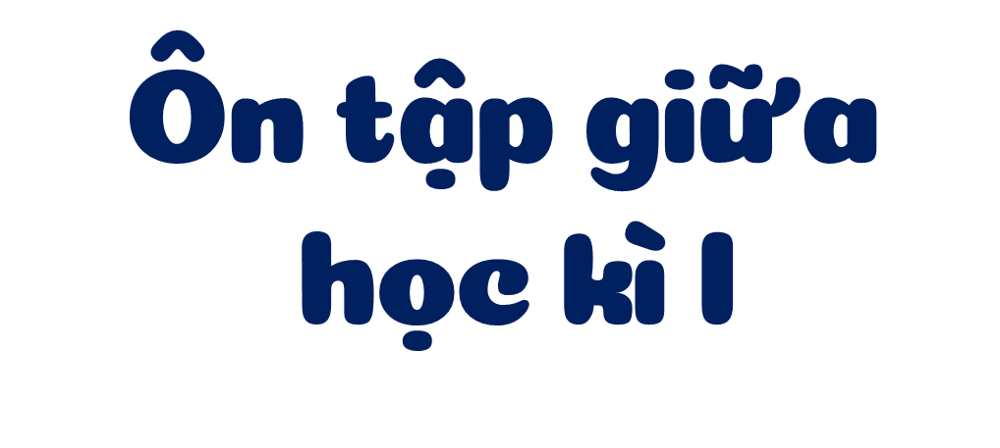 Ôn tập giữa
học kì I